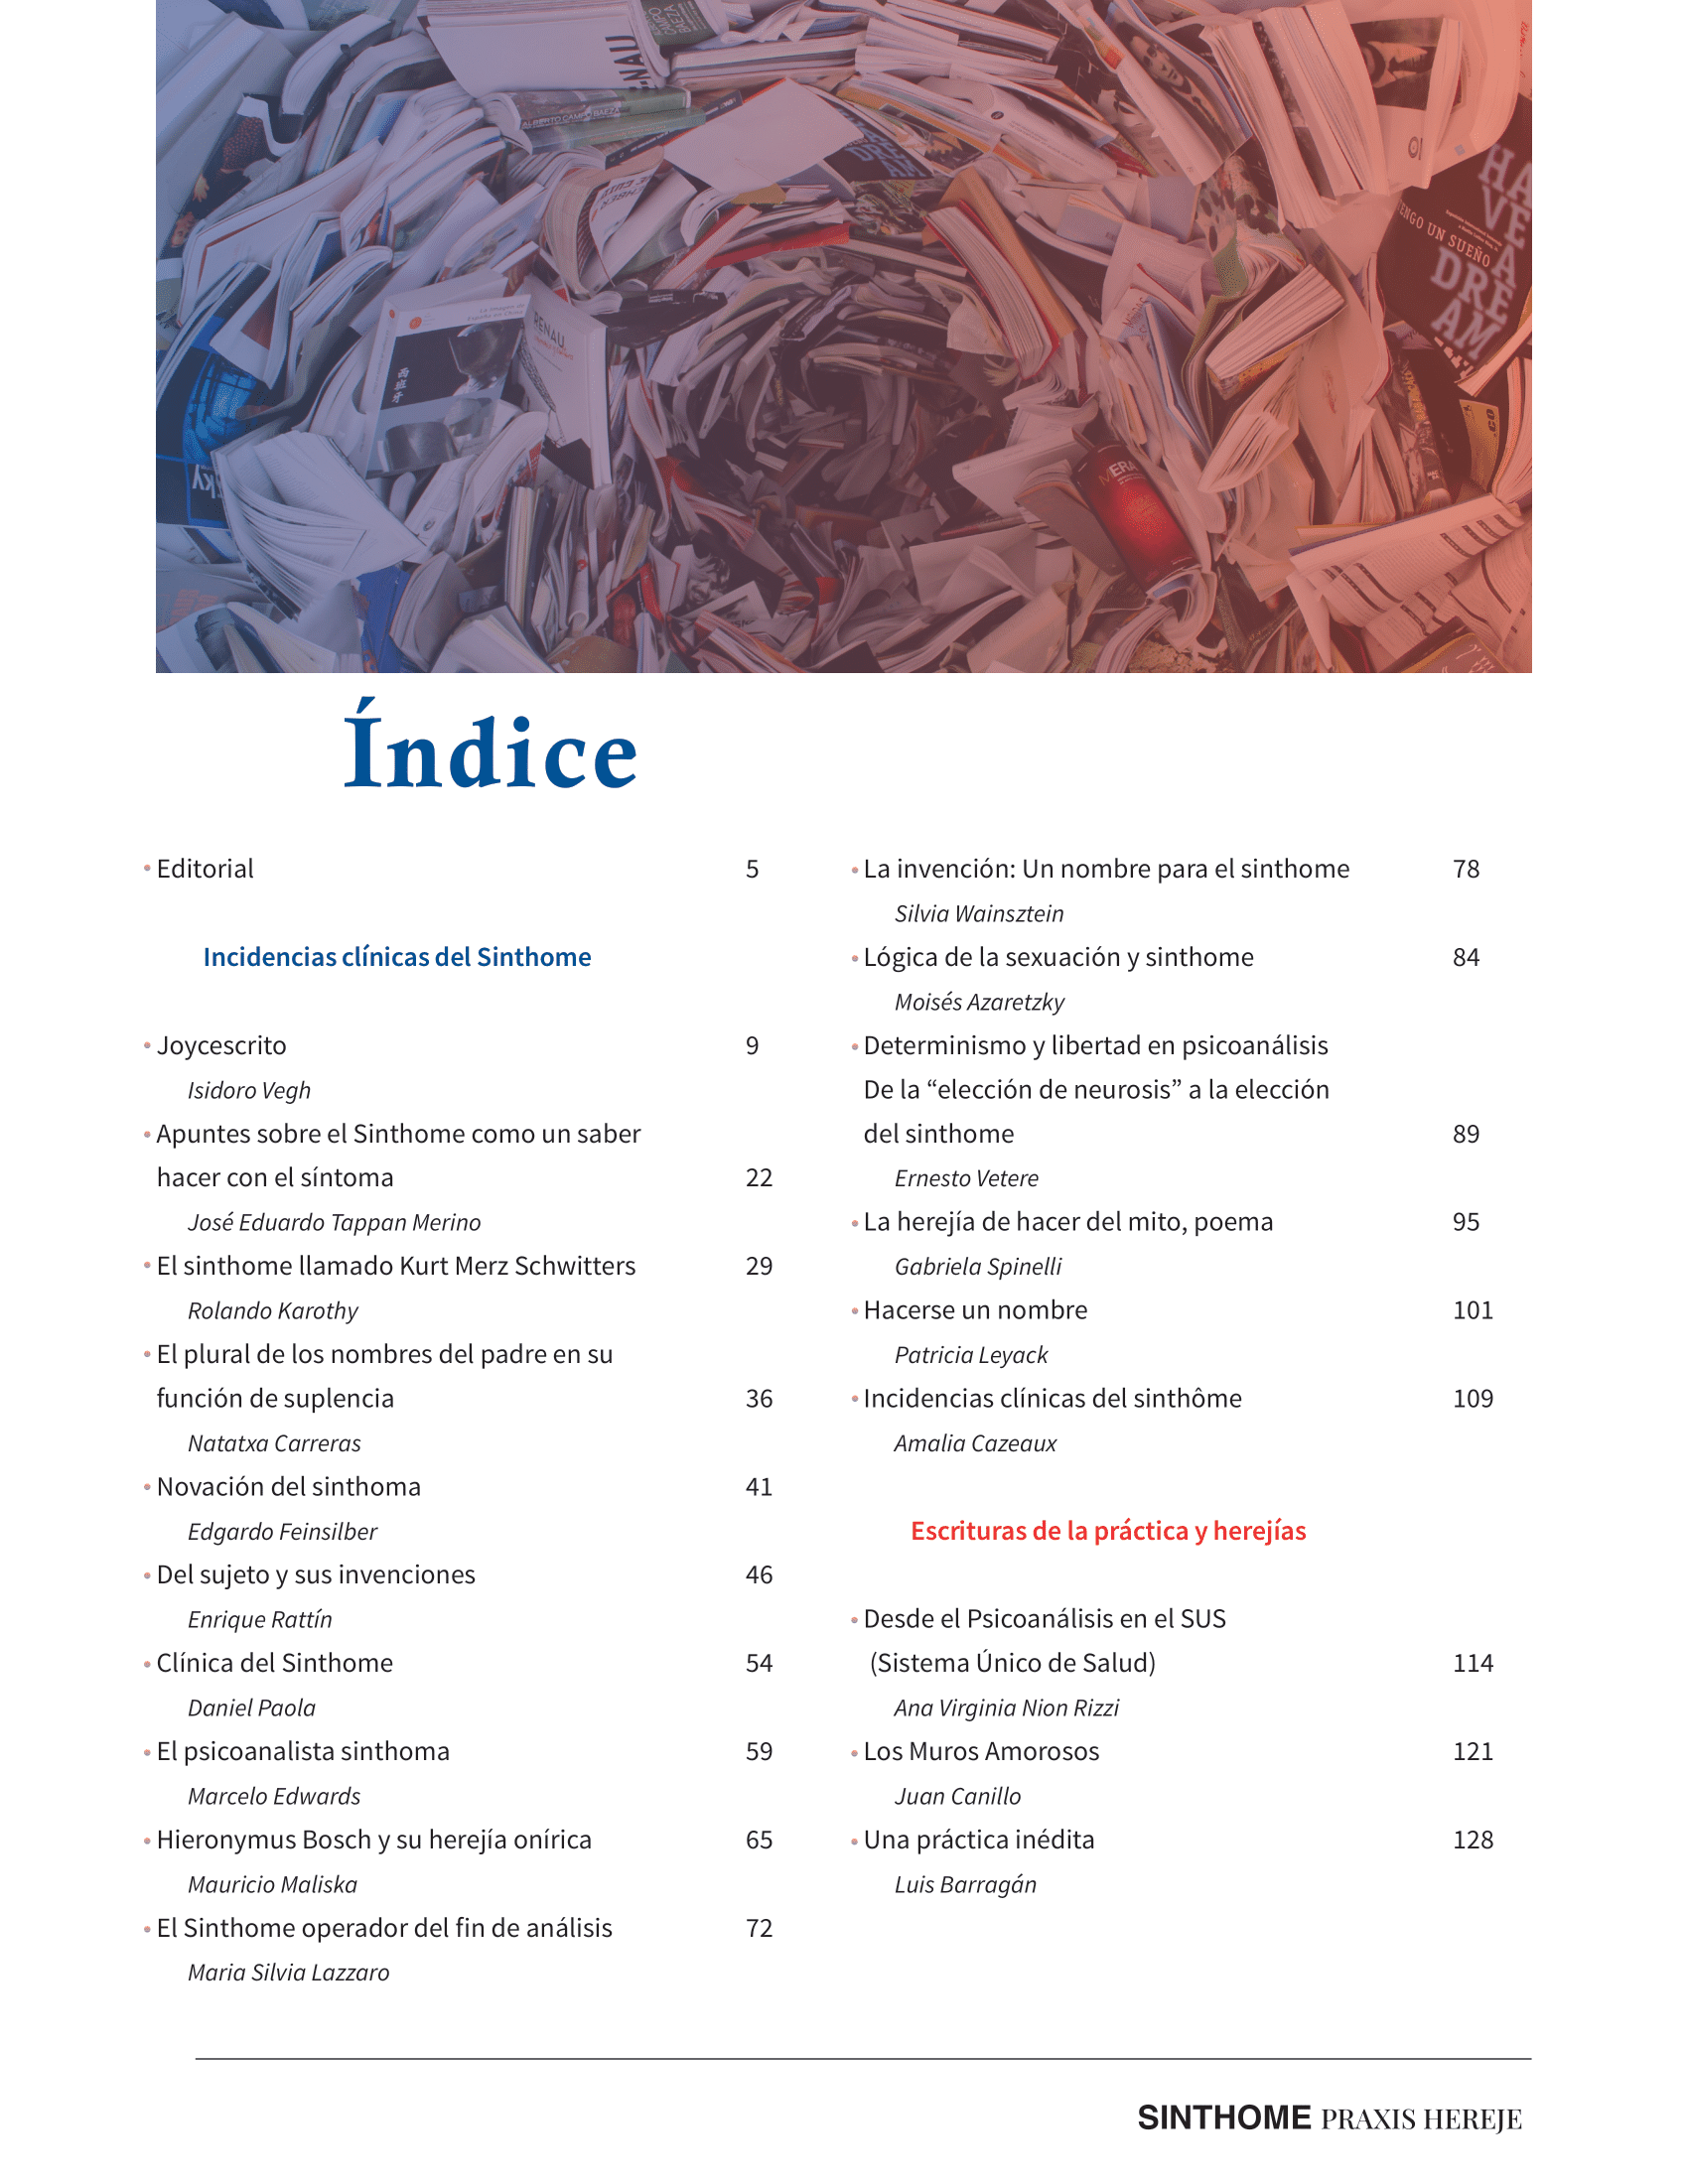 RENAU
ALBERTO CAMPO BAEZA
HAVE A
DREAM
TENGO UN SUEÑO
RENAU
西班牙
Índice
• Editorial 5
Incidencias clínicas del Sinthome
• Joycescrito 9
Isidoro Vegh
• Apuntes sobre el Sinthome como un saber
hacer con el síntoma 22
José Eduardo Tappan Merino
• El sinthome llamado Kurt Merz Schwitters 29
Rolando Karothy
• El plural de los nombres del padre en su
función de suplencia 36
Natatxa Carreras
• Novación del sinthoma 41
Edgardo Feinsilber
• Del sujeto y sus invenciones 46
Enrique Rattín
• Clínica del Sinthome 54
Daniel Paola
• El psicoanalista sinthoma 59
Marcelo Edwards
• Hieronymus Bosch y su herejía onírica 65
Mauricio Maliska
• El Sinthome operador del fin de análisis 72
Maria Silvia Lazzaro
• La invención: Un nombre para el sinthome 78
Silvia Wainsztein
• Lógica de la sexuación y sinthome 84
Moisés Azaretzky
• Determinismo y libertad en psicoanálisis
De la “elección de neurosis” a la elección
del sinthome 89
Ernesto Vetere
• La herejía de hacer del mito, poema 95
Gabriela Spinelli
• Hacerse un nombre 101
Patricia Leyack
• Incidencias clínicas del sinthôme 109
Amalia Cazeaux
Escrituras de la práctica y herejías
• Desde el Psicoanálisis en el SUS
(Sistema Único de Salud) 114
Ana Virginia Nion Rizzi
• Los Muros Amorosos 121
Juan Canillo
• Una práctica inédita 128
Luis Barragán
SINTHOME PRAXIS HEREJE